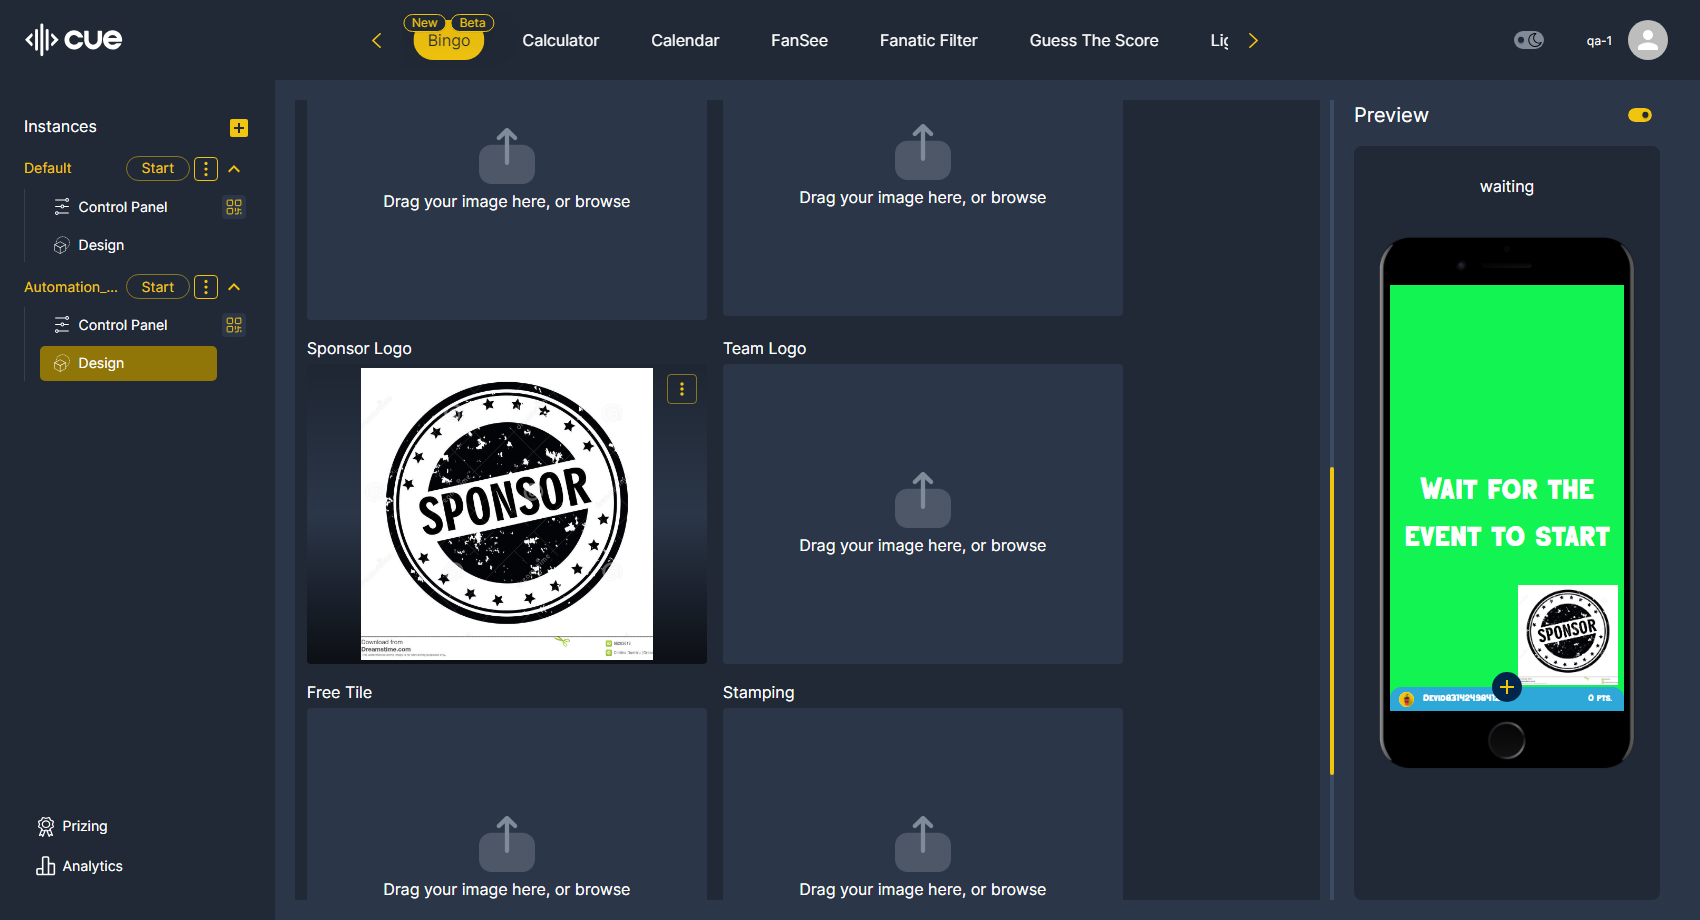 cue
New
Beta
Bingo
Calculator
Calendar
FanSee
Fanatic Filter
Guess The Score
Lig
qa-1
Instances
Default
Start
Control Panel
Design
Automation_...
Start
Control Panel
Design
Prizing
Analytics
Drag your image here, or browse
Drag your image here, or browse
Sponsor Logo
SPONSOR
Download from
Dreamstime.com
Team Logo
Drag your image here, or browse
Free Tile
Drag your image here, or browse
Stamping
Drag your image here, or browse
Preview
waiting
Wait for the
event to start
SPONSOR
0 pts.